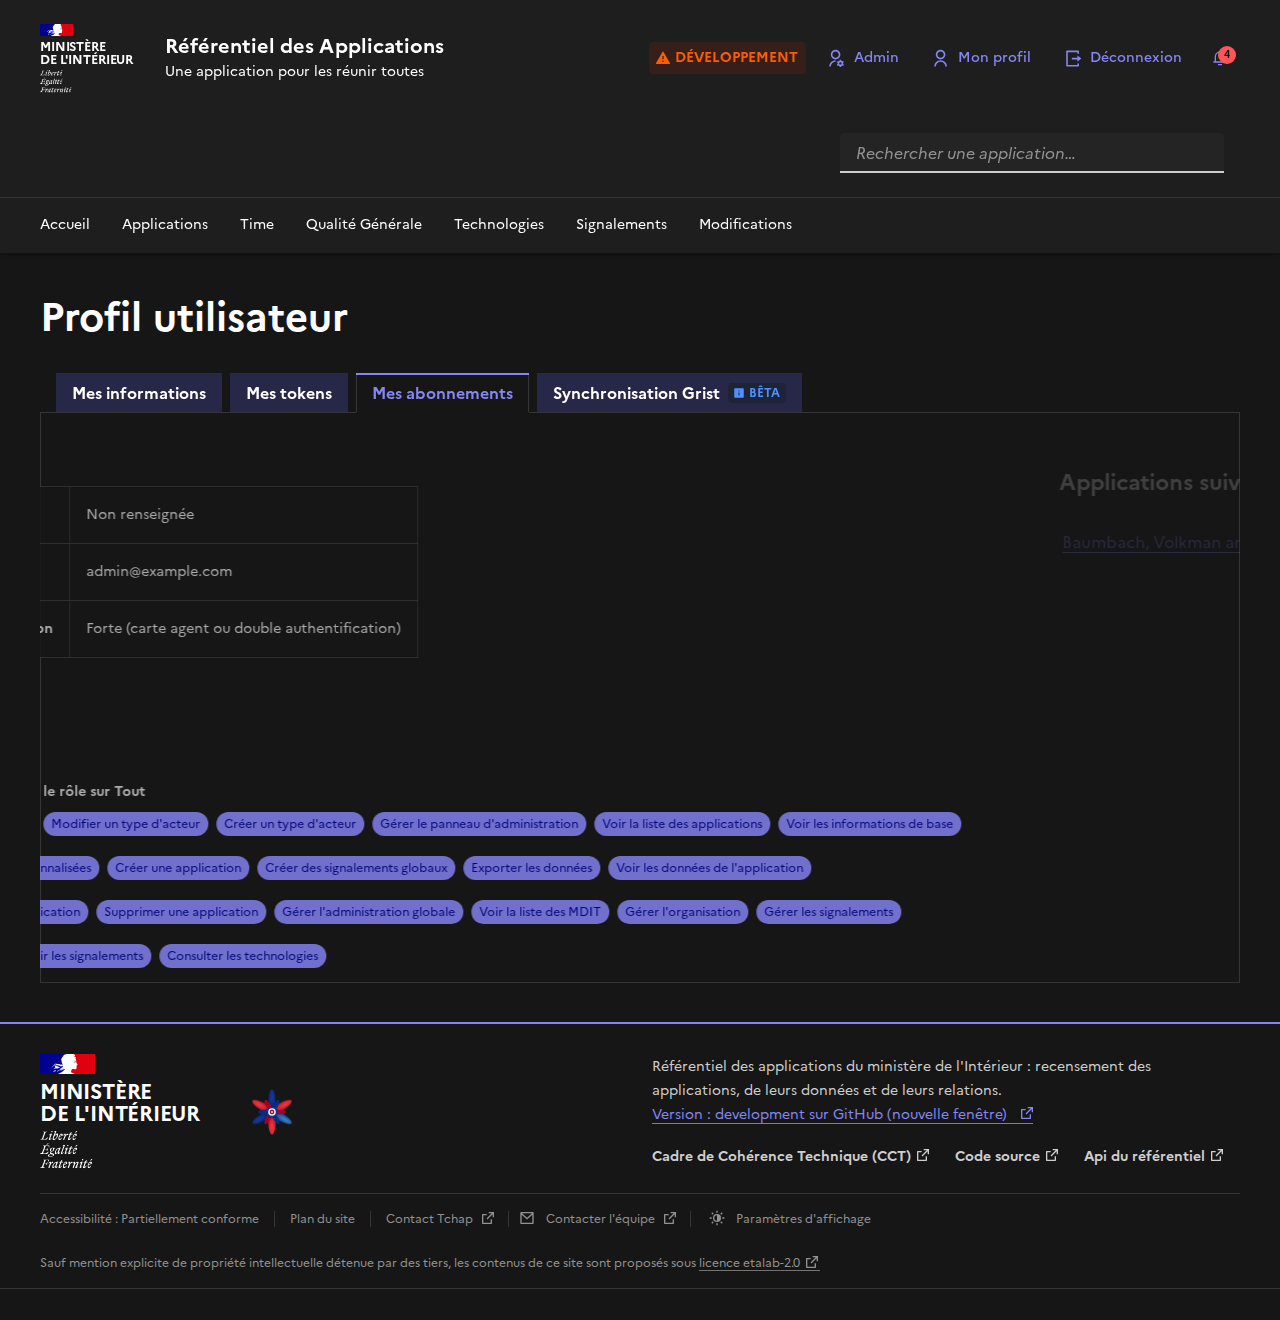 MINISTÈRE
DE L'INTÉRIEUR
Liberté
Égalité
Fraternité
Référentiel des Applications
Une application pour les réunir toutes
DÉVELOPPEMENT
Admin
Mon profil
Déconnexion
4
Rechercher une application…
Accueil
Applications
Time
Qualité Générale
Technologies
Signalements
Modifications
Profil utilisateur
Mes informations
Mes tokens
Mes abonnements
Synchronisation Grist
BÊTA
Applications suiv
Baumbach, Volkman ar
Non renseignée
admin@example.com
on
Forte (carte agent ou double authentification)
le rôle sur Tout
Modifier un type d'acteur
Créer un type d'acteur
Gérer le panneau d'administration
Voir la liste des applications
Voir les informations de base
nnalisées
Créer une application
Créer des signalements globaux
Exporter les données
Voir les données de l'application
ication
Supprimer une application
Gérer l'administration globale
Voir la liste des MDIT
Gérer l'organisation
Gérer les signalements
ir les signalements
Consulter les technologies
MINISTÈRE
DE L'INTÉRIEUR
Liberté
Égalité
Fraternité
Référentiel des applications du ministère de l'Intérieur : recensement des
applications, de leurs données et de leurs relations.
Version : development sur GitHub (nouvelle fenêtre)
Cadre de Cohérence Technique (CCT)
Code source
Api du référentiel
Accessibilité : Partiellement conforme
Plan du site
Contact Tchap
Contacter l'équipe
Paramètres d'affichage
Sauf mention explicite de propriété intellectuelle détenue par des tiers, les contenus de ce site sont proposés sous licence etalab-2.0